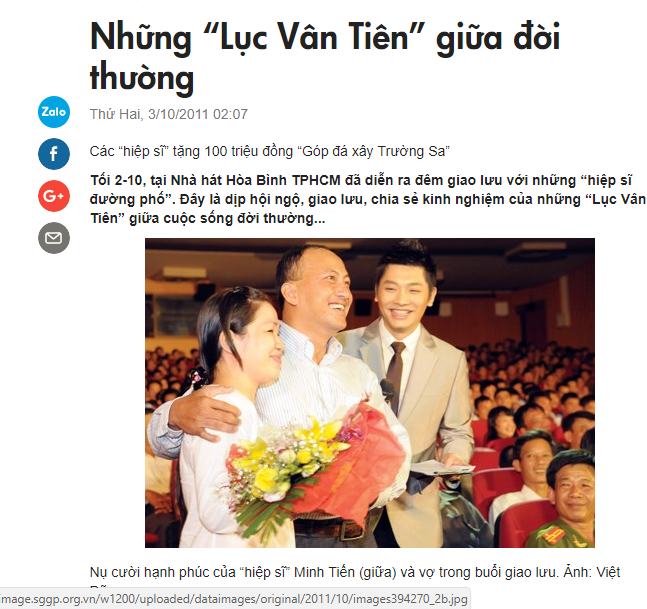 Những “Lục Vân Tiên” giữa đời
thường
Zalo
Thứ Hai, 3/10/2011 02:07
f
G+
Các “hiệp sĩ” tặng 100 triệu đồng “Góp đá xây Trường Sa”
Tối 2-10, tại Nhà hát Hòa Bình TPHCM đã diễn ra đêm giao lưu với những “hiệp sĩ
đường phố”. Đây là dịp hội ngộ, giao lưu, chia sẻ kinh nghiệm của những “Lục Vân
Tiên” giữa cuộc sống đời thường...
Nụ cười hạnh phúc của “hiệp sĩ” Minh Tiến (giữa) và vợ trong buổi giao lưu. Ảnh: Việt
image.sggp.org.vn/w1200/uploaded/dataimages/original/2011/10/images394270_2b.jpg